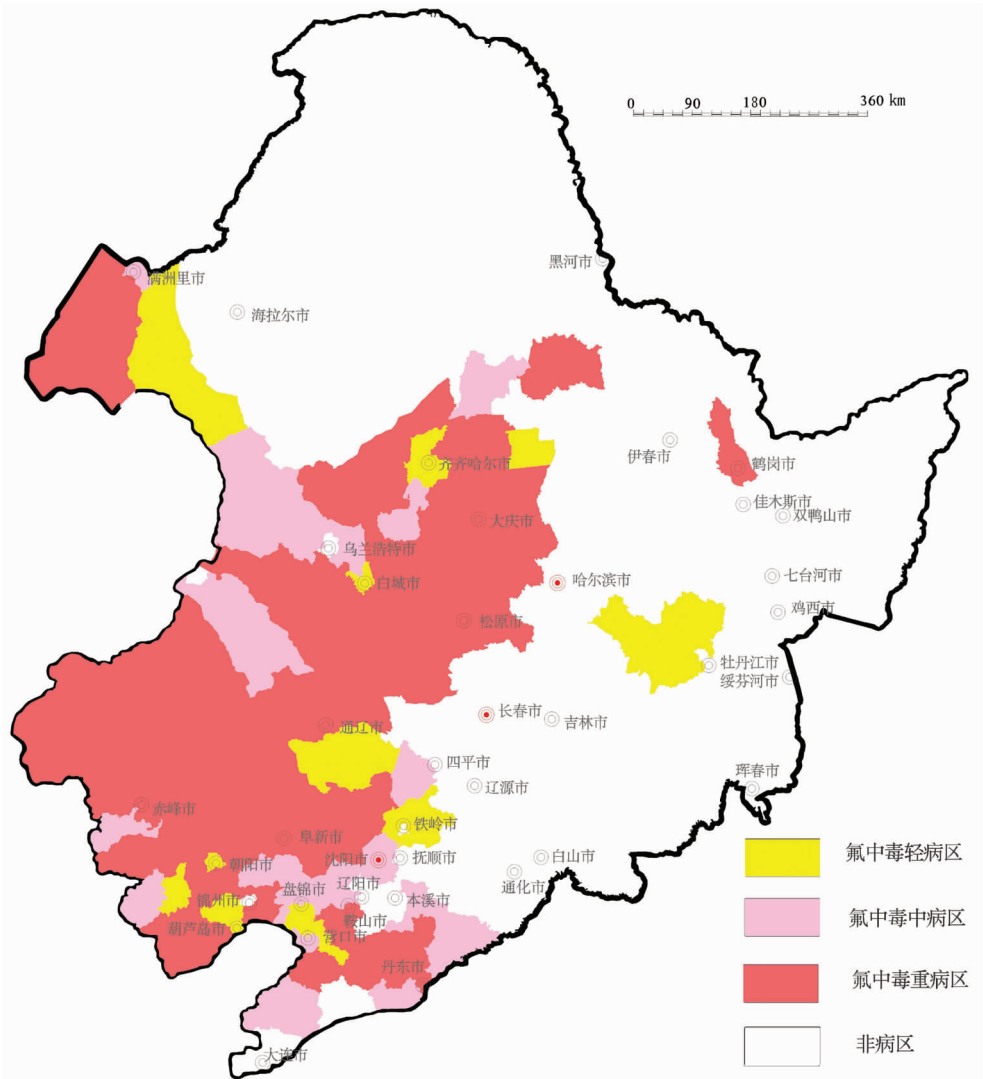 0 90 180 360 km
黑河市
满洲里市
海拉尔市
伊春市
鹤岗市
齐齐哈尔市
佳木斯市
双鸭山市
大庆市
乌兰浩特市
白城市
哈尔滨市
七台河市
鸡西市
松原市
牡丹江市
绥芬河市
长春市
吉林市
通辽市
四平市
辽源市
珲春市
赤峰市
铁岭市
阜新市
沈阳市
抚顺市
白山市
朝阳市
通化市
辽阳市
盘锦市
本溪市
锦州市
鞍山市
葫芦岛市
营口市
丹东市
大连市
氟中毒轻病区
氟中毒中病区
氟中毒重病区
非病区